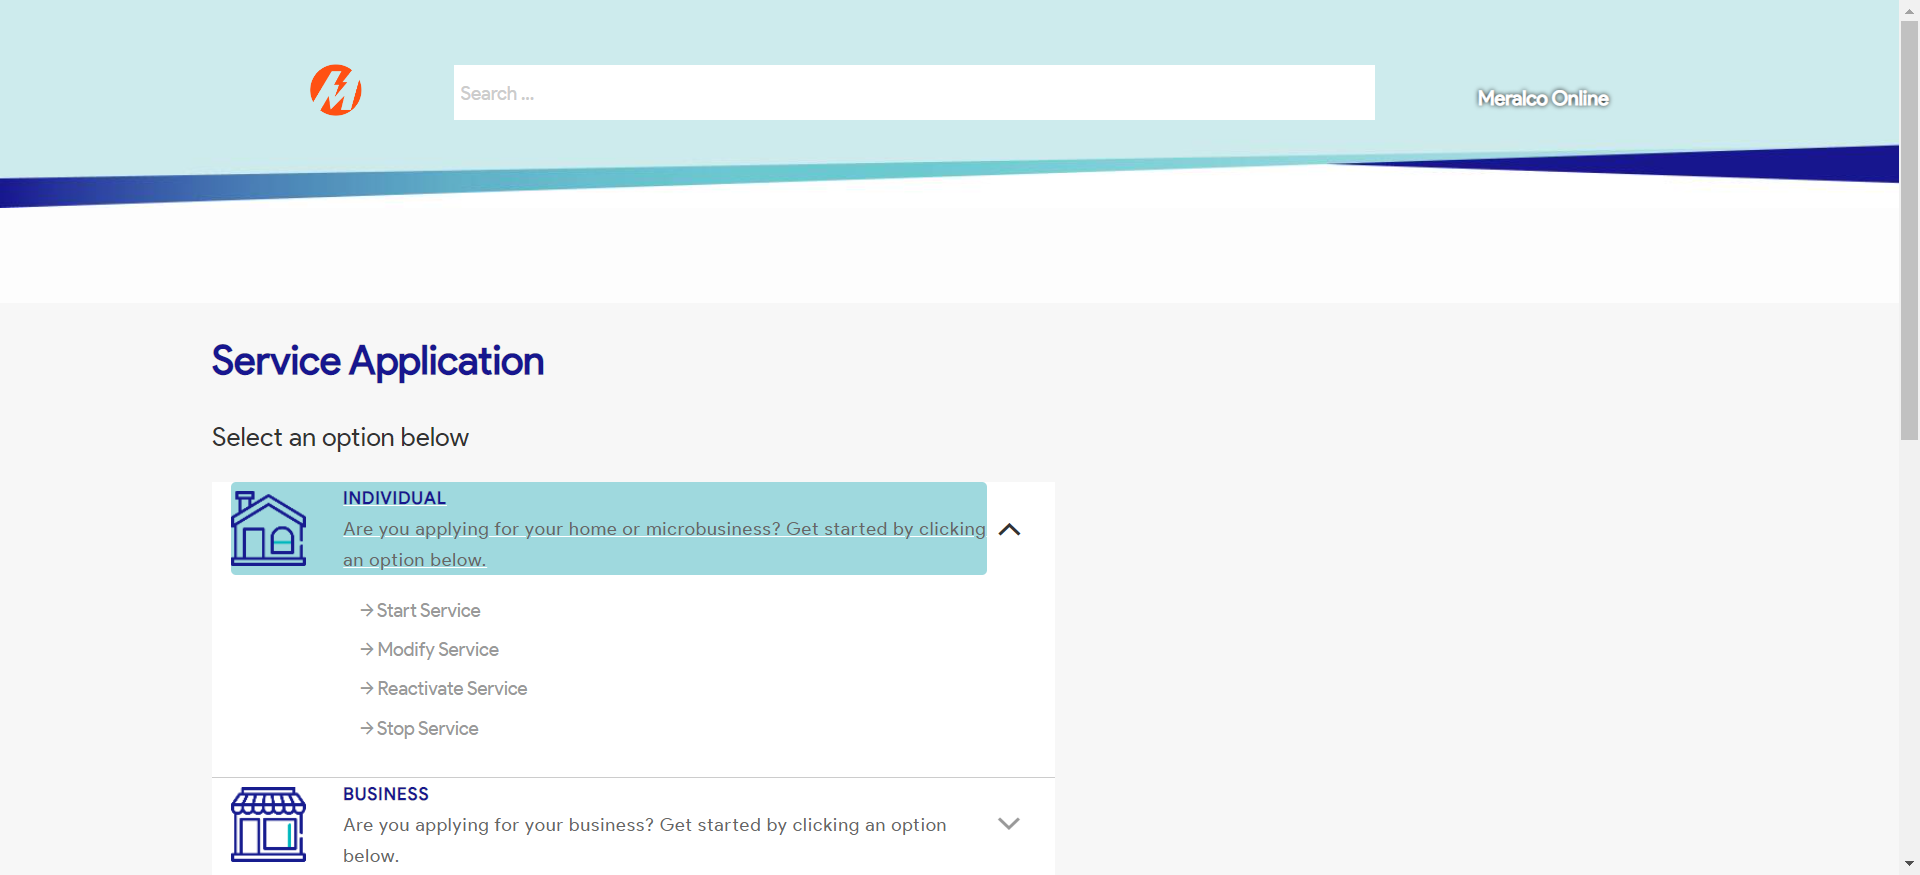 Search ...
Meralco Online
Service Application
Select an option below
INDIVIDUAL
Are you applying for your home or microbusiness? Get started by clicking
an option below.
→ Start Service
→ Modify Service
→ Reactivate Service
→ Stop Service
BUSINESS
Are you applying for your business? Get started by clicking an option
below.